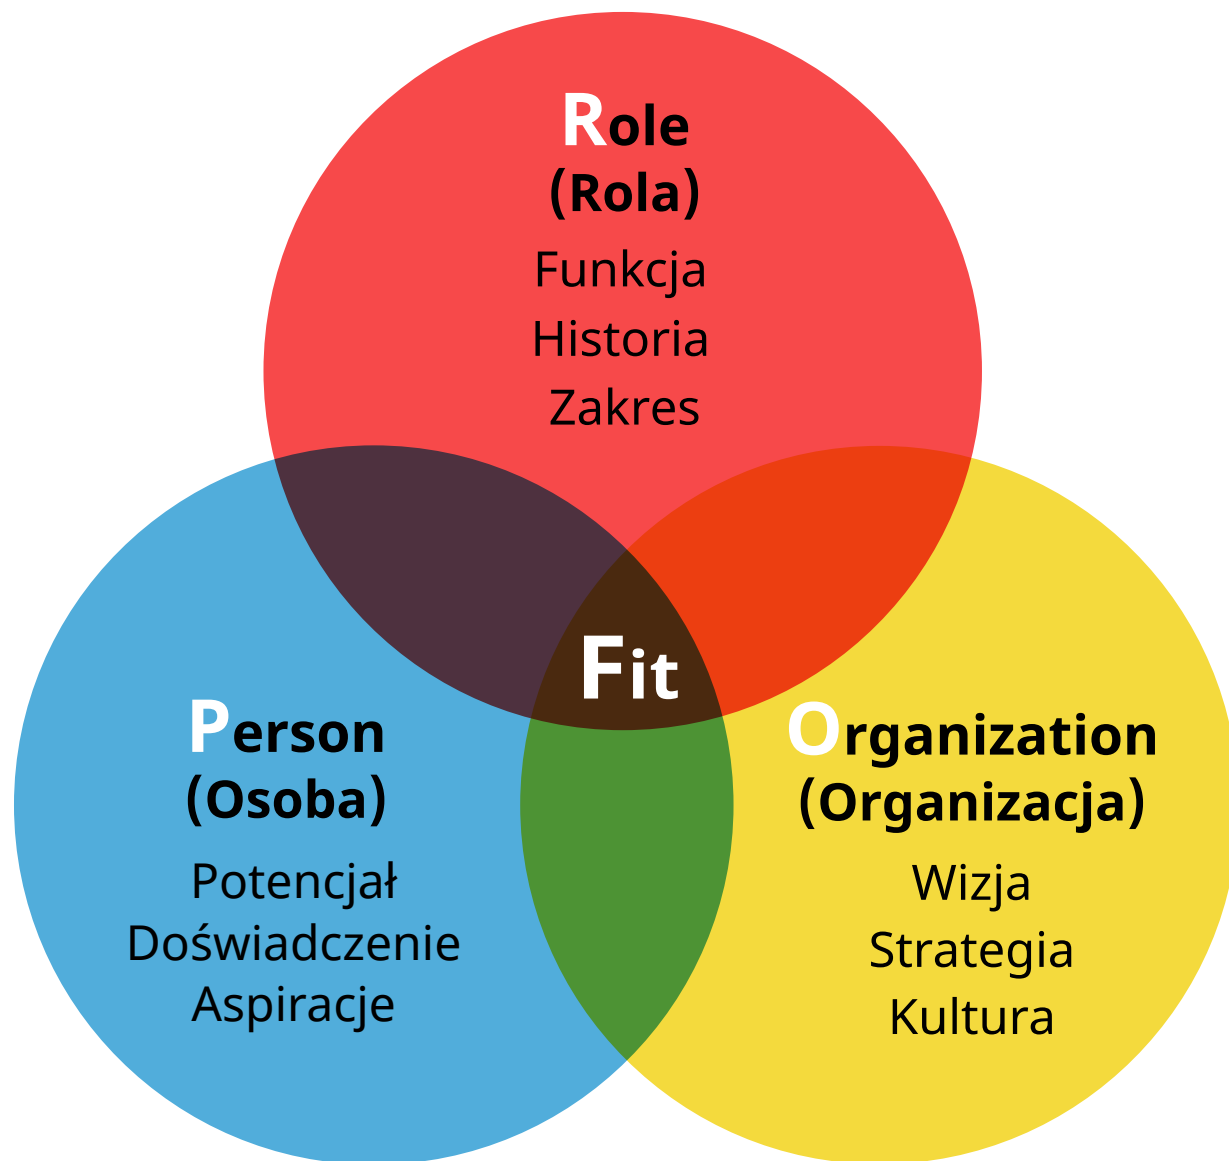 Role
(Rola)
Funkcja
Historia
Zakres
Fit
Person
(Osoba)
Potencjał
Doświadczenie
Aspiracje
Organization
(Organizacja)
Wizja
Strategia
Kultura